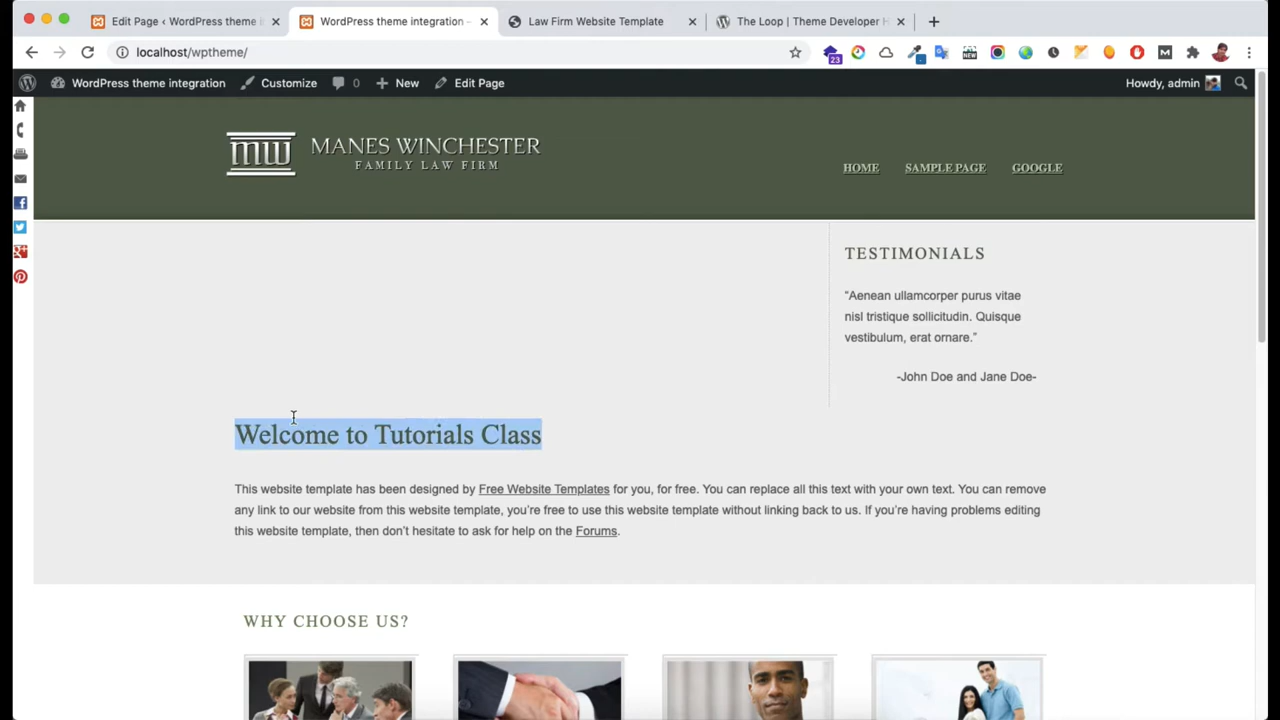 Edit Page ‹ WordPress theme in
WordPress theme integration –
Law Firm Website Template
The Loop | Theme Developer H
localhost/wptheme/
23
NEW
M
WordPress theme integration
Customize
0
New
Edit Page
Howdy, admin
mw
MANES WINCHESTER
FAMILY LAW FIRM
HOME
SAMPLE PAGE
GOOGLE
TESTIMONIALS
“Aenean ullamcorper purus vitae
nisl tristique sollicitudin. Quisque
vestibulum, erat ornare.”
-John Doe and Jane Doe-
Welcome to Tutorials Class
This website template has been designed by Free Website Templates for you, for free. You can replace all this text with your own text. You can remove
any link to our website from this website template, you’re free to use this website template without linking back to us. If you’re having problems editing
this website template, then don’t hesitate to ask for help on the Forums.
WHY CHOOSE US?